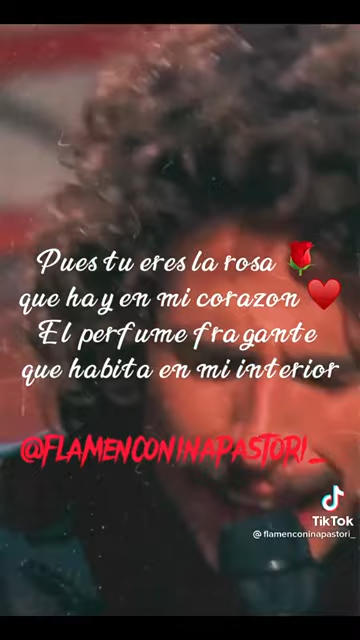 Pues tu eres la rosa 🌹
que hay en mi corazon ♥️
El perfume fragante
que habita en mi interior
@FLAMENCONINAPASTORI_
TikTok
@flamenconinapastori_